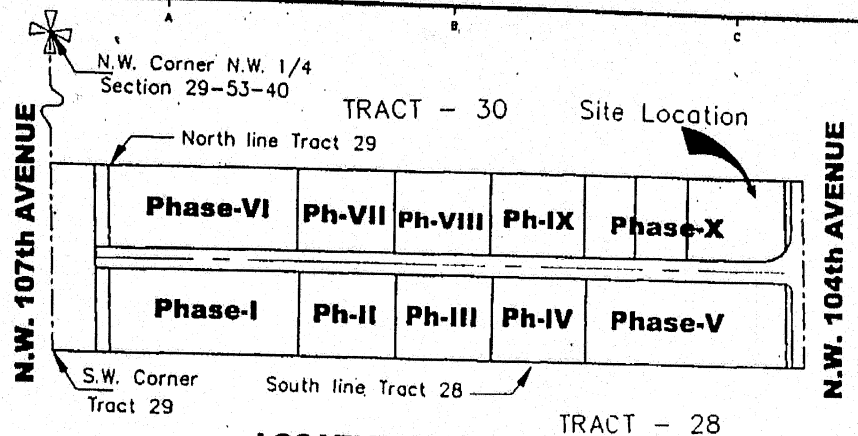 A
B
C
N.W. Corner N.W. 1/4
Section 29-53-40
TRACT - 30
Site Location
North line Tract 29
N.W. 107th AVENUE
N.W. 104th AVENUE
Phase-VI
Ph-VII
Ph-VIII
Ph-IX
Phase-X
Phase-I
Ph-II
Ph-III
Ph-IV
Phase-V
S.W. Corner
Tract 29
South line Tract 28
TRACT - 28